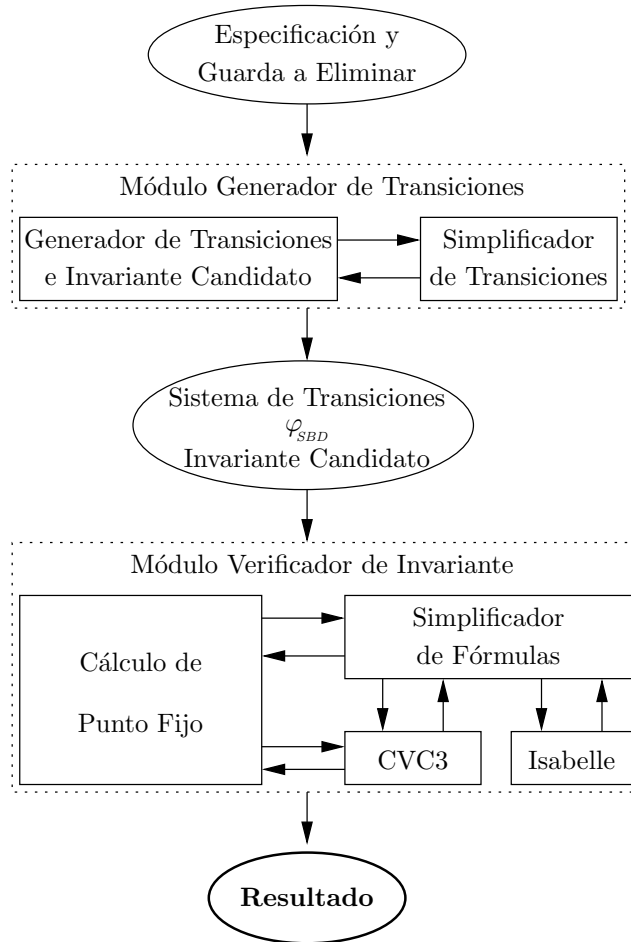 Especificación y
Guarda a Eliminar
Módulo Generador de Transiciones
Generador de Transiciones
e Invariante Candidato
Simplificador
de Transiciones
Sistema de Transiciones
φSBD
Invariante Candidato
Módulo Verificador de Invariante
Cálculo de
Punto Fijo
Simplificador
de Fórmulas
CVC3
Isabelle
Resultado